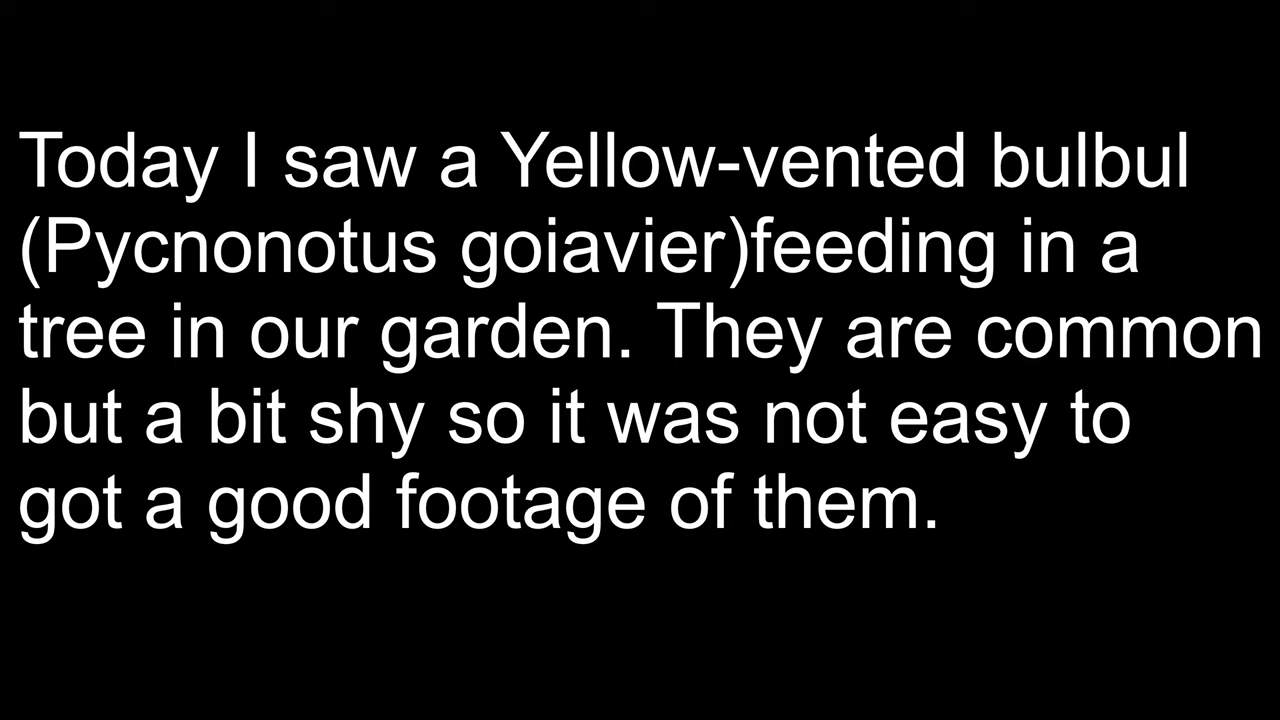 Today I saw a Yellow-vented bulbul
(Pycnonotus goiavier)feeding in a
tree in our garden. They are common
but a bit shy so it was not easy to
got a good footage of them.